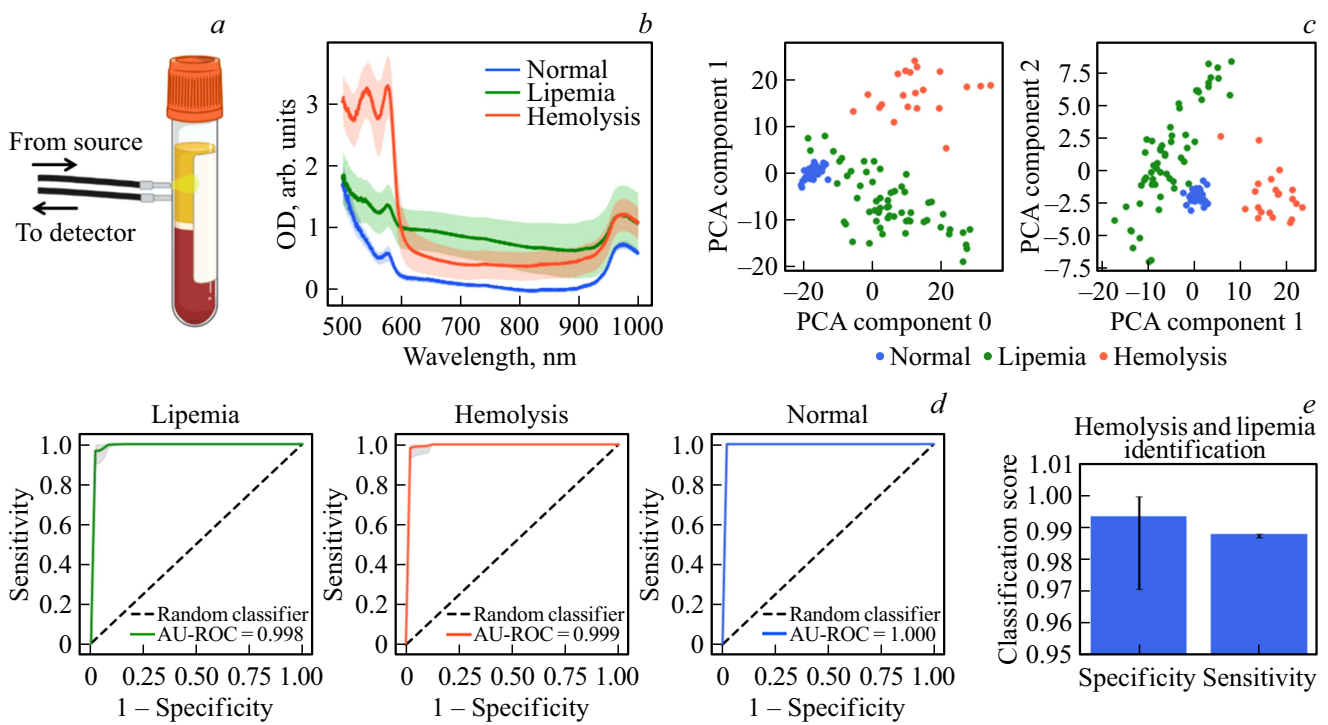 a
From source
To detector
b
OD, arb. units
3
2
1
0
Normal
Lipemia
Hemolysis
500 600 700 800 900 1000
Wavelength, nm
c
PCA component 1
20
10
0
–10
–20
–20 0 20
PCA component 0
PCA component 2
7.5
5.0
2.5
0
–2.5
–5.0
–7.5
–20 –10 0 10 20
PCA component 1
Normal Lipemia Hemolysis
d
Lipemia
Sensitivity
1.0
0.8
0.6
0.4
0.2
0
Random classifier
AU-ROC = 0.998
0 0.25 0.50 0.75 1.00
1 – Specificity
Hemolysis
Sensitivity
1.0
0.8
0.6
0.4
0.2
0
Random classifier
AU-ROC = 0.999
0 0.25 0.50 0.75 1.00
1 – Specificity
Normal
Sensitivity
1.0
0.8
0.6
0.4
0.2
0
Random classifier
AU-ROC = 1.000
0 0.25 0.50 0.75 1.00
1 – Specificity
e
Hemolysis and lipemia
identification
Classification score
1.01
1.00
0.99
0.98
0.97
0.96
0.95
Specificity Sensitivity